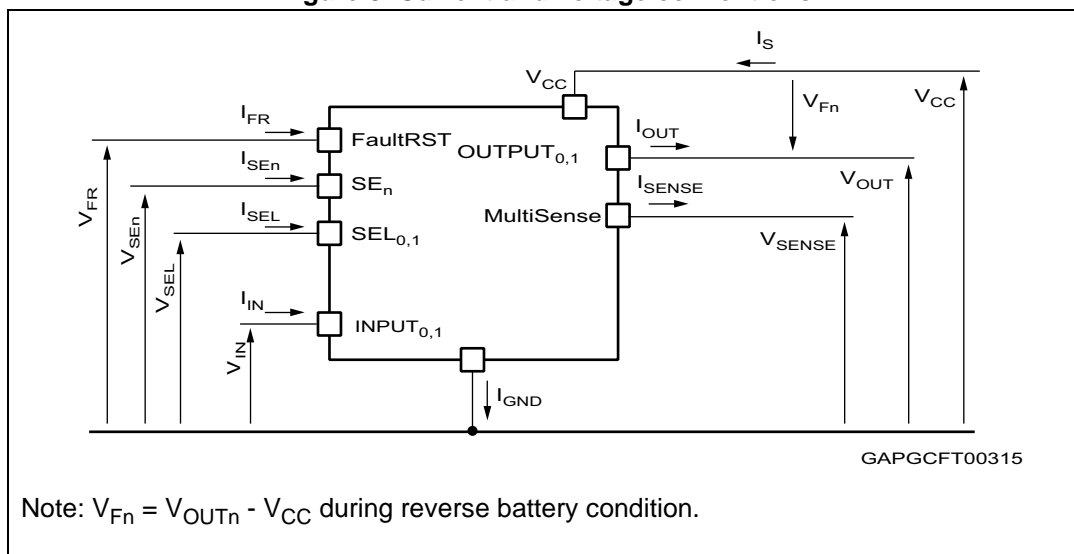 I_S
V_CC
V_Fn
V_CC
I_FR
FaultRST
I_OUT
OUTPUT_0,1
I_SEn
SE_n
V_OUT
I_SENSE
MultiSense
V_FR
I_SEL
SEL_0,1
V_SENSE
V_SEn
V_SEL
I_IN
INPUT_0,1
V_IN
I_GND
GAPGCFT00315
Note: V_Fn = V_OUTn - V_CC during reverse battery condition.